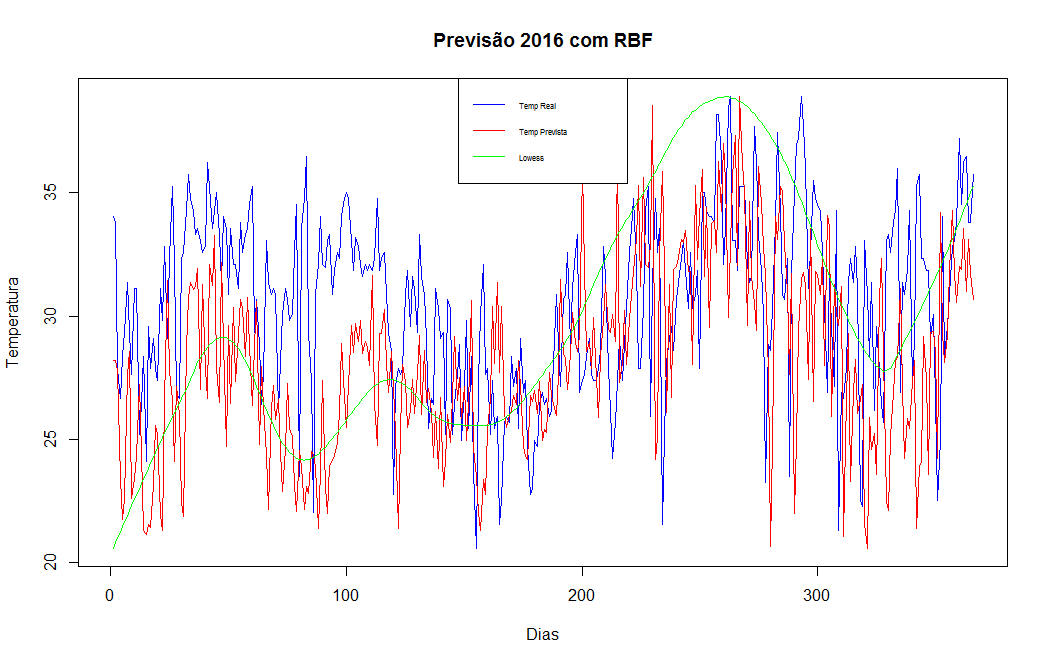 Previsão 2016 com RBF
Temp Real
Temp Prevista
Lowess
Temperatura
35
30
25
20
0 100 200 300
Dias